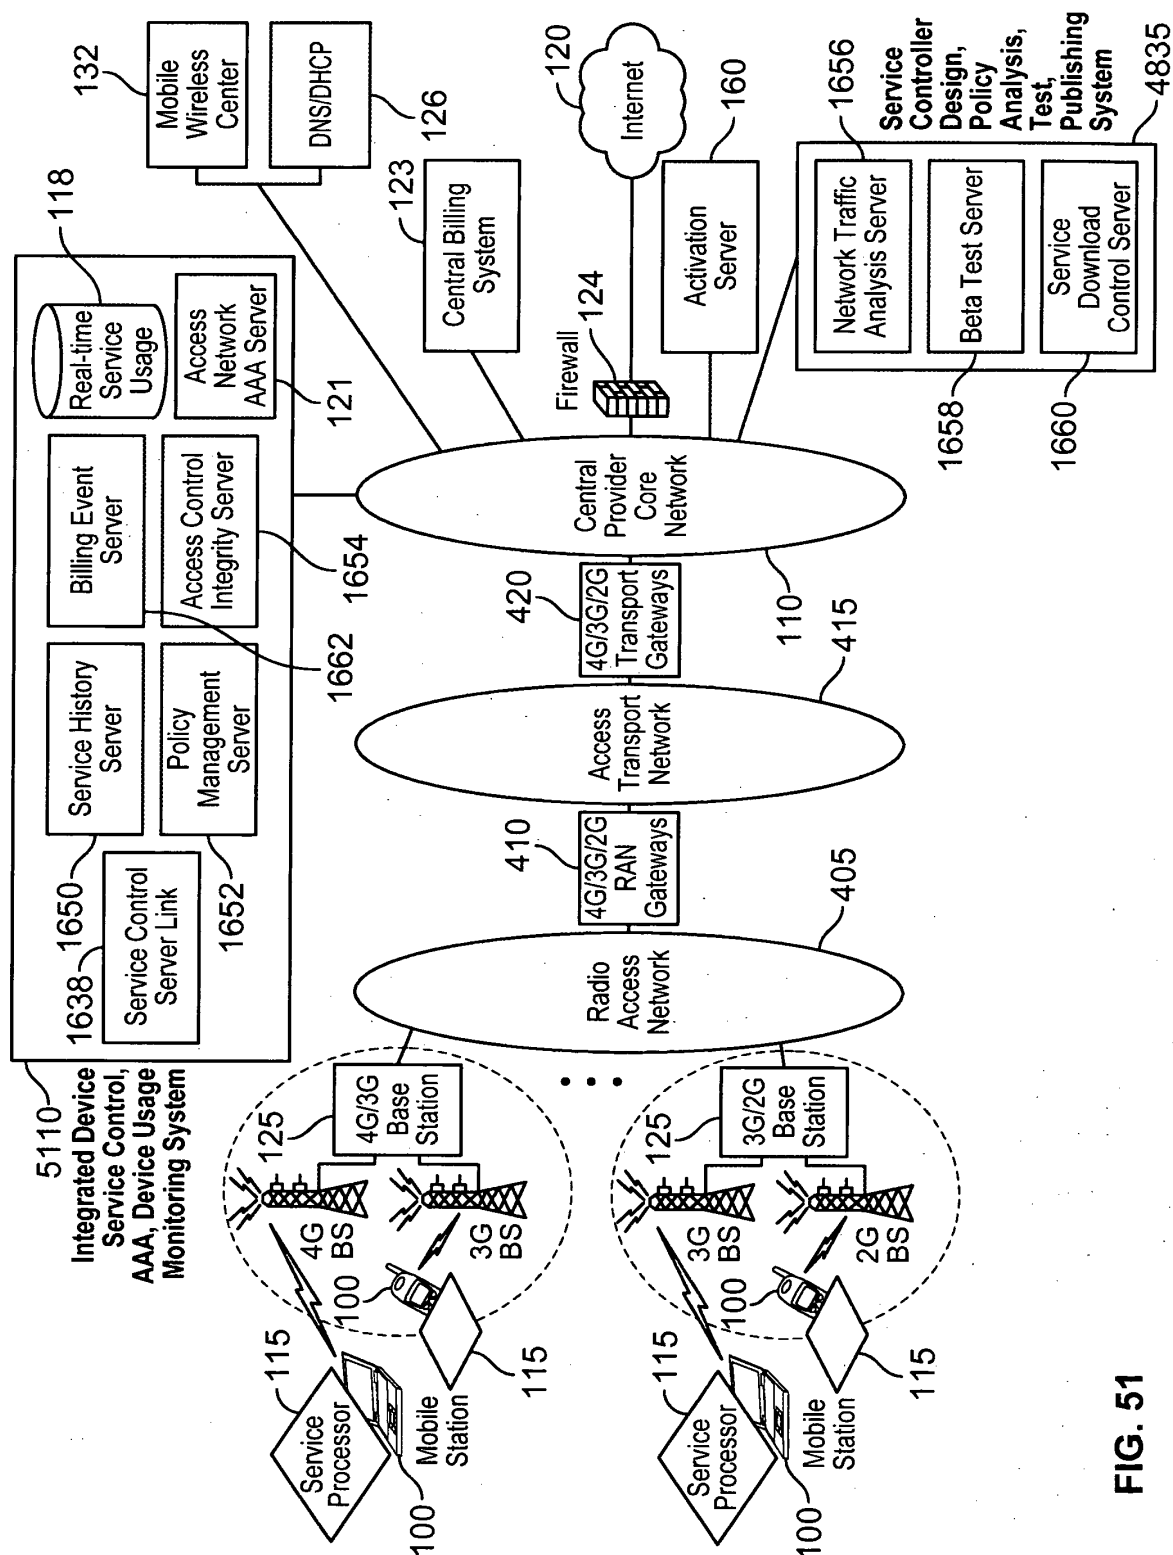 5110
Integrated Device
Service Control,
AAA, Device Usage
Monitoring System
1638
Service Control
Server Link
1650
Service History
Server
1652
Policy
Management
Server
1662
Billing Event
Server
1654
Access Control
Integrity Server
118
Real-time
Service
Usage
Access
Network
AAA Server
121
132
Mobile
Wireless
Center
DNS/DHCP
126
123
Central Billing
System
Firewall
124
120
Internet
160
Activation
Server
1656
Network Traffic
Analysis Server
Beta Test Server
1658
Service
Download
Control Server
1660
Service
Controller
Design,
Policy
Analysis,
Test,
Publishing
System
4835
115
Service
Processor
100
Mobile
Station
100
115
4G
BS
3G
BS
125
4G/3G
Base
Station
115
Service
Processor
100
Mobile
Station
100
115
3G
BS
2G
BS
125
3G/2G
Base
Station
Radio
Access
Network
405
410
4G/3G/2G
RAN
Gateways
Access
Transport
Network
415
420
4G/3G/2G
Transport
Gateways
Central
Provider
Core
Network
110
FIG. 51